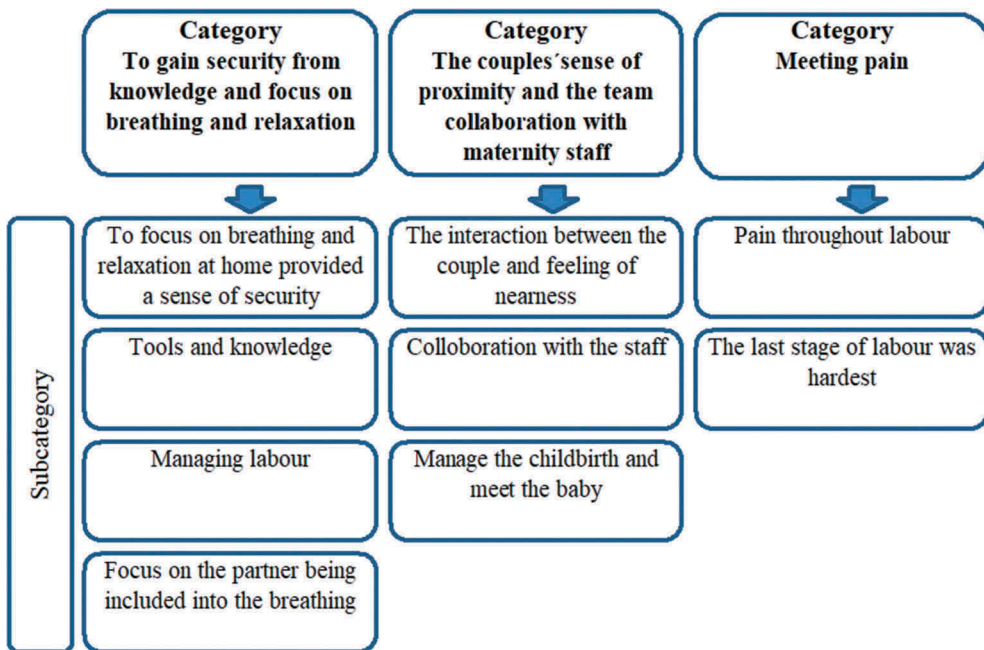 Category
To gain security from
knowledge and focus on
breathing and relaxation
Category
The couples´sense of
proximity and the team
collaboration with
maternity staff
Category
Meeting pain
Subcategory
To focus on breathing and
relaxation at home provided
a sense of security
The interaction between the
couple and feeling of
nearness
Pain throughout labour
Tools and knowledge
Colloboration with the staff
The last stage of labour was
hardest
Managing labour
Manage the childbirth and
meet the baby
Focus on the partner being
included into the breathing